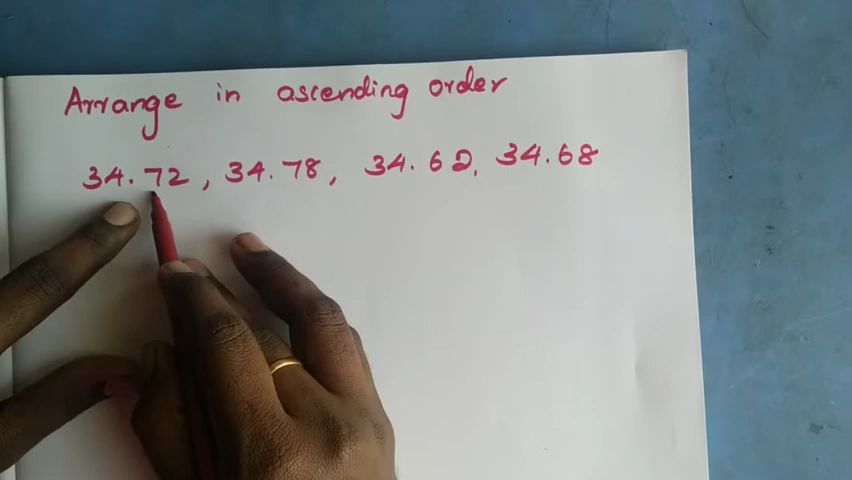 Arrange in ascending order
34.72, 34.78, 34.62, 34.68